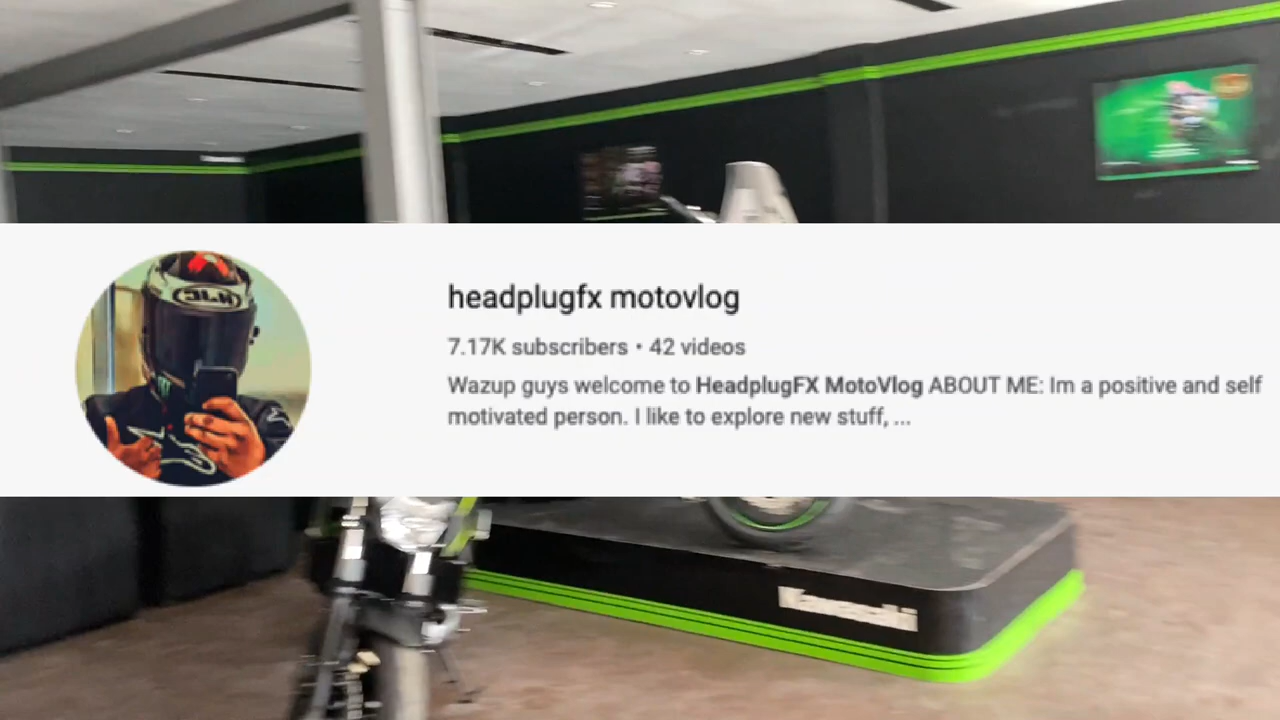 HJC
headplugfx motovlog
7.17K subscribers • 42 videos
Wazup guys welcome to HeadplugFX MotoVlog ABOUT ME: Im a positive and self
motivated person. I like to explore new stuff, ...
Kawasaki